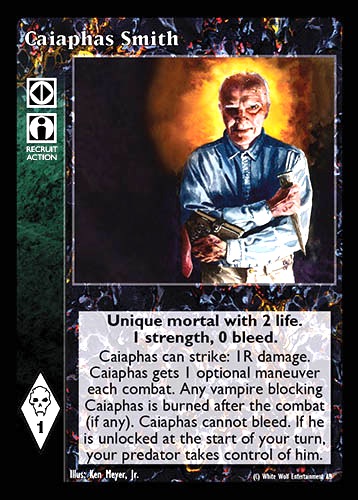 Caiaphas Smith
RECRUIT
ACTION
Unique mortal with 2 life.
1 strength, 0 bleed.
Caiaphas can strike: 1R damage.
Caiaphas gets 1 optional maneuver
each combat. Any vampire blocking
Caiaphas is burned after the combat
(if any). Caiaphas cannot bleed. If he
is unlocked at the start of your turn,
your predator takes control of him.
1
Illus: Ken Meyer, Jr.
(C) White Wolf Entertainment AB